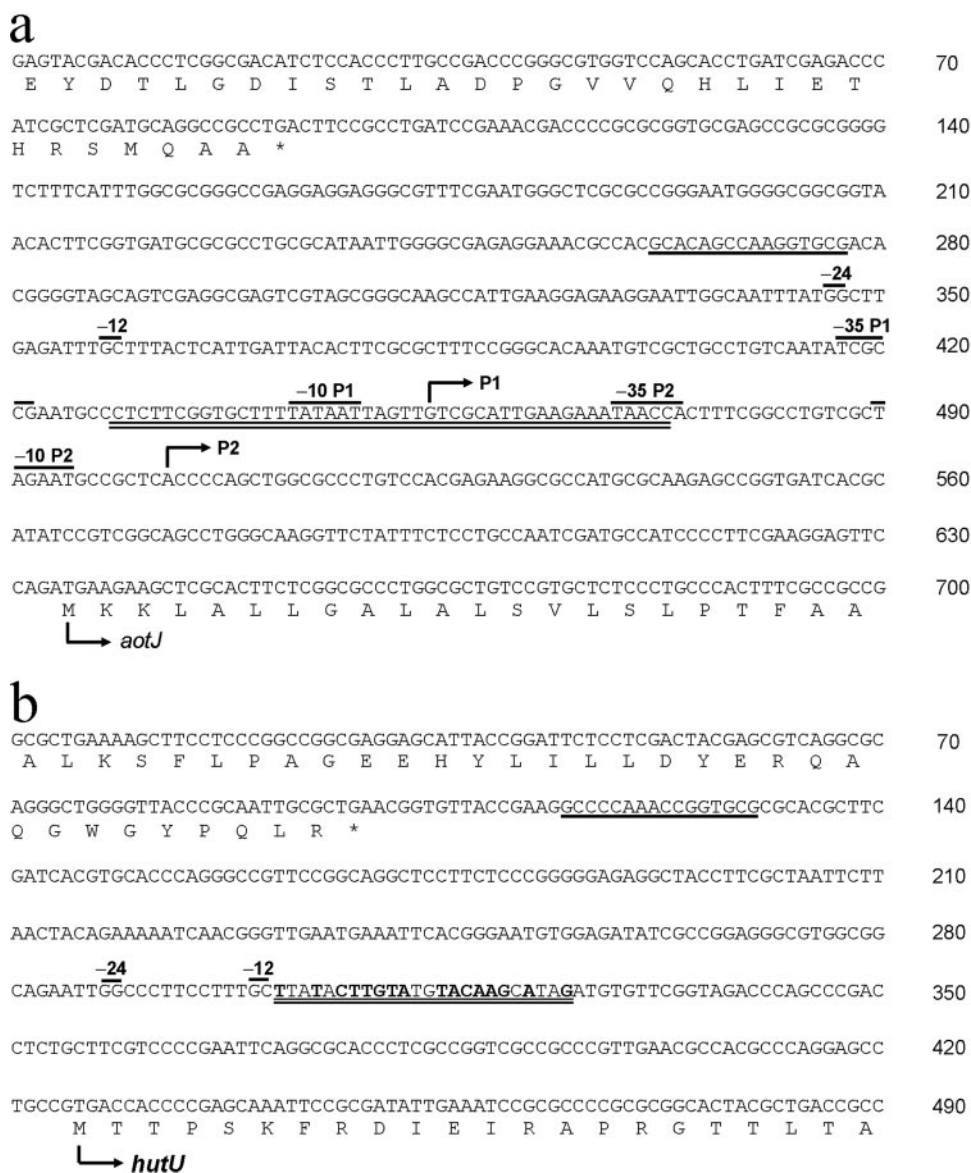 a
GAGTACGACACCCTCGGCGACATCTCCACCCTTGCCGACCCGGGCGTGGTCCAGCACCTGATCGAGACCC 70
E Y D T L G D I S T L A D P G V V Q H L I E T
ATCGCTCGATGCAGGCCGCCTGACTTCCGCCTGATCCGAAACGACCCCGCGCGGTGCGAGCCGCGCGGGG 140
H R S M Q A A *
TCTTTCATTTGGCGCGGGCCGAGGAGGAGGGCGTTTCGAATGGGCTCGCGCCGGGAATGGGGCGGCGGTA 210
ACACTTCGGTGATGCGCGCCTGCGCATAATTGGGGCGAGAGGAAACGCCACGCACAGCCAAGGTGCGACA 280
−24
CGGGGTAGCAGTCGAGGCGAGTCGTAGCGGGCAAGCCATTGAAGGAGAAGGAATTGGCAATTTATGGCTT 350
−12 −35 P1
GAGATTTGCTTTACTCATTGATTACACTTCGCGCTTTCCGGGCACAAATGTCGCTGCCTGTCAATATCGC 420
−10 P1 P1 −35 P2
CGAATGCCCTCTTCGGTGCTTTTATAATTAGTTGTCGCATTGAAGAAATAACCACTTTCGGCCTGTCGCT 490
−10 P2 P2
AGAATGCCGCTCACCCCAGCTGGCGCCCTGTCCACGAGAAGGCGCCATGCGCAAGAGCCGGTGATCACGC 560
ATATCCGTCGGCAGCCTGGGCAAGGTTCTATTTCTCCTGCCAATCGATGCCATCCCCTTCGAAGGAGTTC 630
CAGATGAAGAAGCTCGCACTTCTCGGCGCCCTGGCGCTGTCCGTGCTCTCCCTGCCCACTTTCGCCGCCG 700
M K K L A L L G A L A L S V L S L P T F A A
aotJ
b
GCGCTGAAAAGCTTCCTCCCGGCCGGCGAGGAGCATTACCGGATTCTCCTCGACTACGAGCGTCAGGCGC 70
A L K S F L P A G E E H Y L I L L D Y E R Q A
AGGGCTGGGGTTACCCGCAATTGCGCTGAACGGTGTTACCGAAGGCCCCAAACCGGTGCGCGCACGCTTC 140
Q G W G Y P Q L R *
GATCACGTGCACCCAGGGCCGTTCCGGCAGGCTCCTTCTCCCGGGGGAGAGGCTACCTTCGCTAATTCTT 210
AACTACAGAAAAATCAACGGGTTGAATGAAATTCACGGGAATGTGGAGATATCGCCGGAGGGCGTGGCGG 280
−24 −12
CAGAATTGGCCCTTCCTTTGCTTATACTTGTATGTACAAGCATAGATGTGTTCGGTAGACCCAGCCCGAC 350
CTCTGCTTCGTCCCCGAATTCAGGCGCACCCTCGCCGGTCGCCGCCCGTTGAACGCCACGCCCAGGAGCC 420
TGCCGTGACCACCCCGAGCAAATTCCGCGATATTGAAATCCGCGCCCCGCGCGGCACTACGCTGACCGCC 490
M T T P S K F R D I E I R A P R G T T L T A
hutU